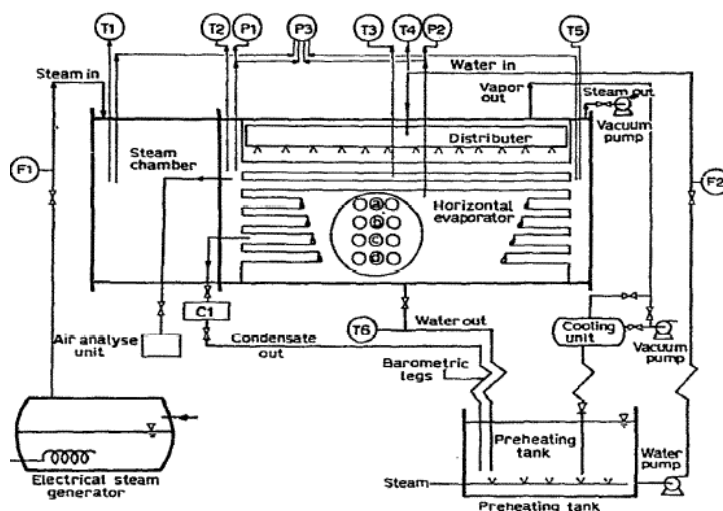 T1
T2
P1
P3
T3
T4
P2
T5
Steam in
Water in
Vapor
out
Steam out
Vacuum
pump
Distributer
Steam
chamber
F1
F2
Horizontal
evaporator
a
b
c
d
C1
T6
Water out
Cooling
unit
Vacuum
pump
Air analyse
unit
Condensate
out
Barometric
legs
Preheating
tank
Water
pump
Electrical steam
generator
Steam
Preheating tank